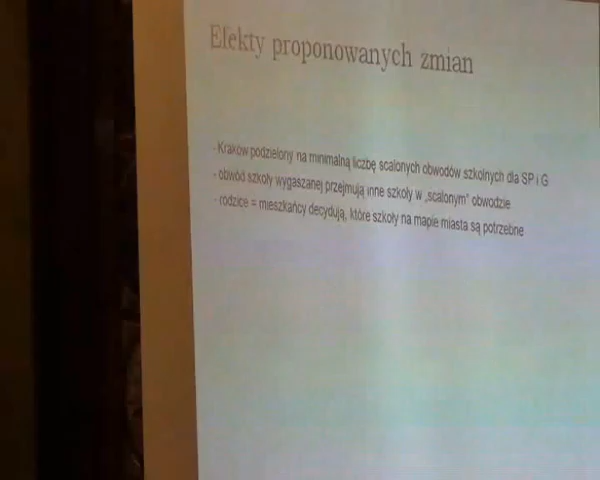 Efekty proponowanych zmian
- Kraków podzielony na minimalną liczbę scalonych obwodów szkolnych dla SP i G
- obwód szkoły wygaszanej przejmują inne szkoły w „scalonym" obwodzie
- rodzice = mieszkańcy decydują, które szkoły na mapie miasta są potrzebne